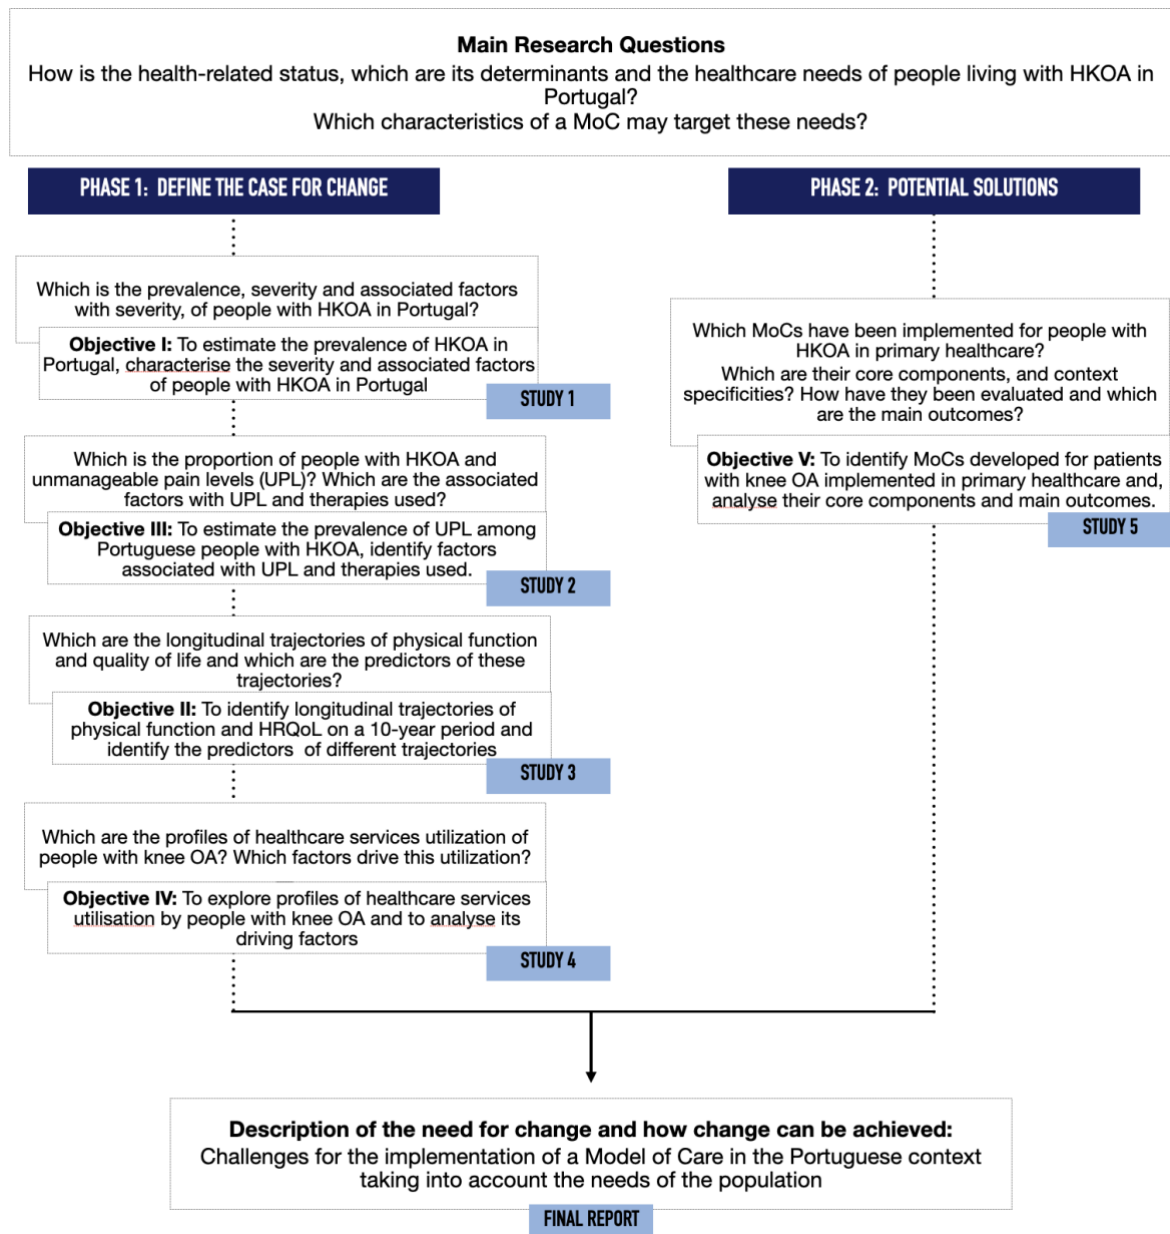 Main Research Questions
How is the health-related status, which are its determinants and the healthcare needs of people living with HKOA in
Portugal?
Which characteristics of a MoC may target these needs?
PHASE 1: DEFINE THE CASE FOR CHANGE
Which is the prevalence, severity and associated factors
with severity, of people with HKOA in Portugal?
Objective I: To estimate the prevalence of HKOA in
Portugal, characterise the severity and associated factors
of people with HKOA in Portugal
STUDY 1
Which is the proportion of people with HKOA and
unmanageable pain levels (UPL)? Which are the associated
factors with UPL and therapies used?
Objective III: To estimate the prevalence of UPL among
Portuguese people with HKOA, identify factors
associated with UPL and therapies used.
STUDY 2
Which are the longitudinal trajectories of physical function
and quality of life and which are the predictors of these
trajectories?
Objective II: To identify longitudinal trajectories of
physical function and HRQoL on a 10-year period and
identify the predictors of different trajectories
STUDY 3
Which are the profiles of healthcare services utilization of
people with knee OA? Which factors drive this utilization?
Objective IV: To explore profiles of healthcare services
utilisation by people with knee OA and to analyse its
driving factors
STUDY 4
PHASE 2: POTENTIAL SOLUTIONS
Which MoCs have been implemented for people with
HKOA in primary healthcare?
Which are their core components, and context
specificities? How have they been evaluated and which
are the main outcomes?
Objective V: To identify MoCs developed for patients
with knee OA implemented in primary healthcare and,
analyse their core components and main outcomes.
STUDY 5
Description of the need for change and how change can be achieved:
Challenges for the implementation of a Model of Care in the Portuguese context
taking into account the needs of the population
FINAL REPORT